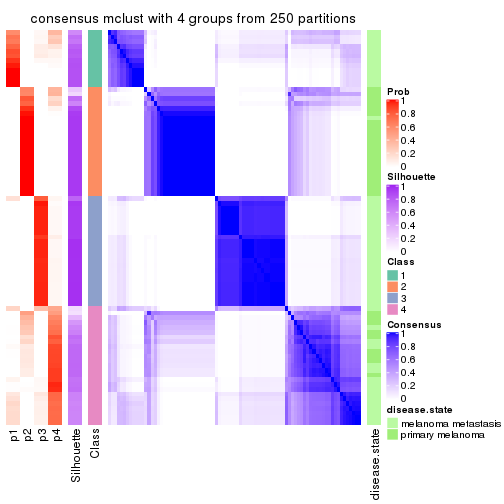 consensus mclust with 4 groups from 250 partitions
Prob
1
0.8
0.6
0.4
0.2
0
Silhouette
1
0.8
0.6
0.4
0.2
0
Class
1
2
3
4
Consensus
1
0.8
0.6
0.4
0.2
0
disease.state
melanoma metastasis
primary melanoma
p1
p2
p3
p4
Silhouette
Class
disease.state